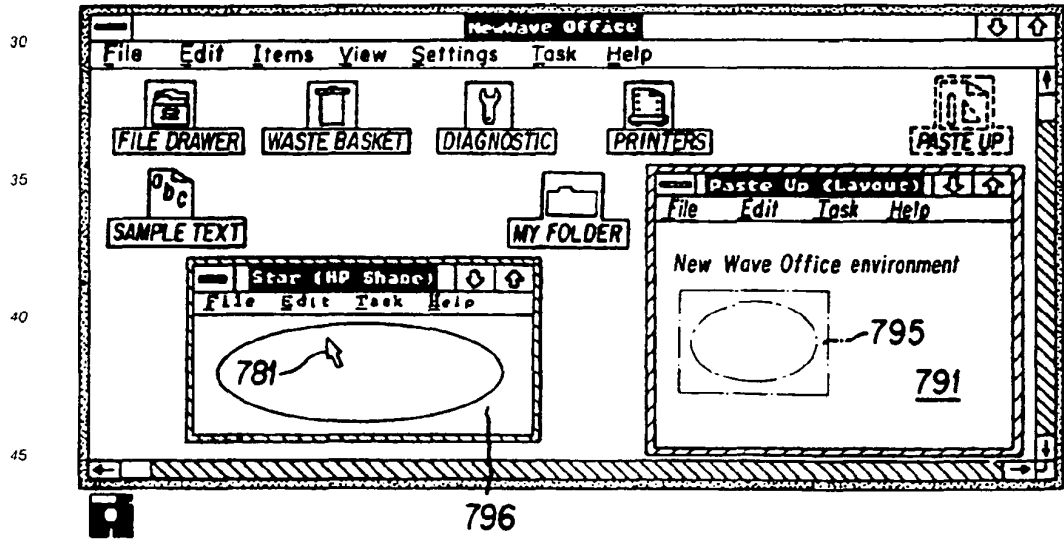 30
NewWave Office
File Edit Items View Settings Task Help
FILE DRAWER WASTE BASKET DIAGNOSTIC PRINTERS PASTE UP
35
abc
SAMPLE TEXT MY FOLDER
Paste Up (Layout)
File Edit Task Help
New Wave Office environment
Star (HP Shape)
File Edit Task Help
40
781
795
791
45
796